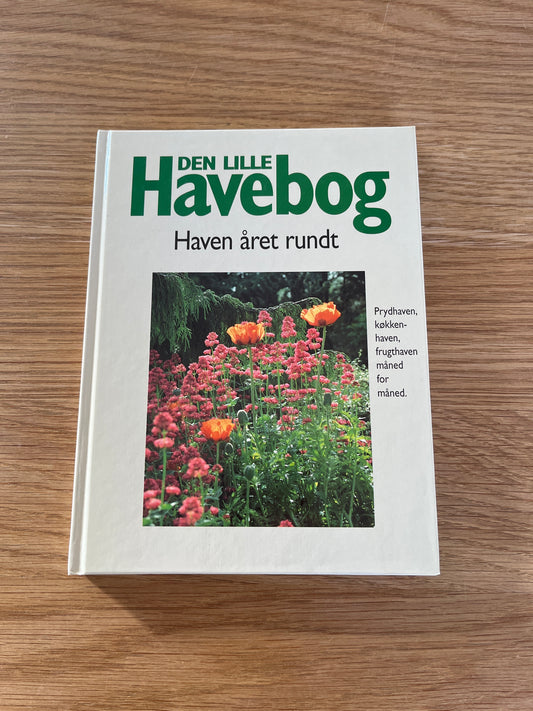 DEN LILLE
Havebog
Haven året rundt
Prydhaven,
køkken-
haven,
frugthaven
måned
for
måned.